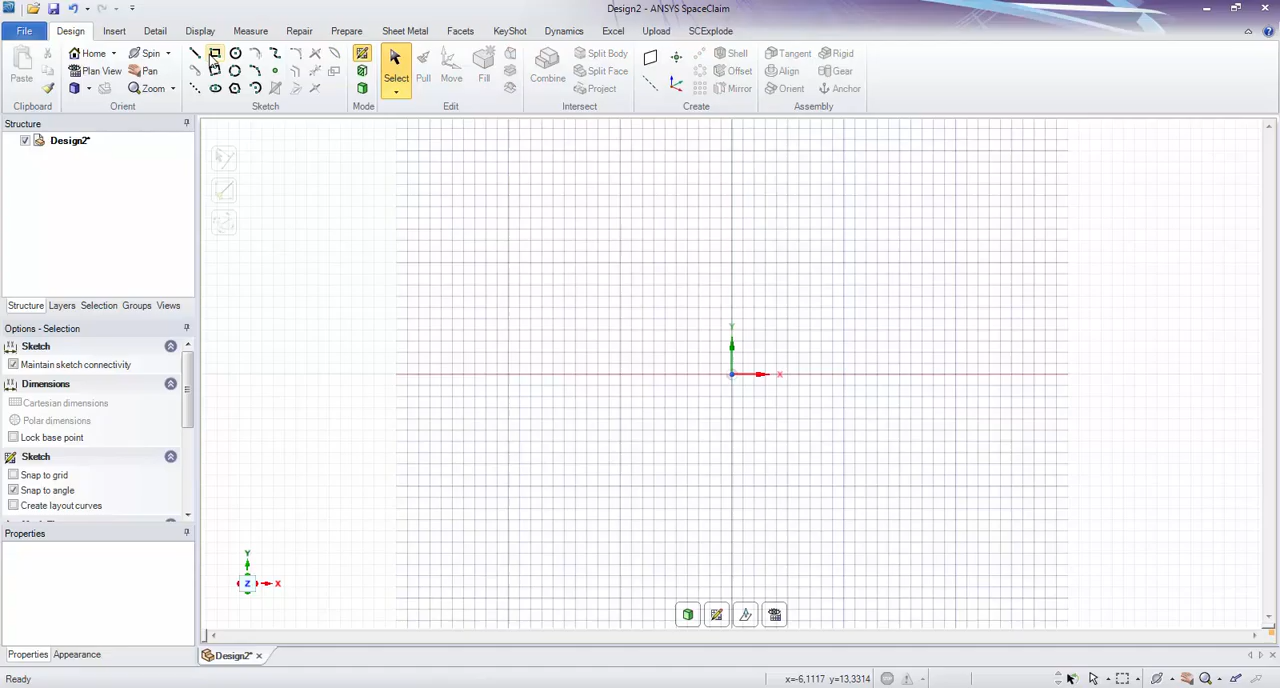 Design2 - ANSYS SpaceClaim
File Design Insert Detail Display Measure Repair Prepare Sheet Metal Facets KeyShot Dynamics Excel Upload SCExplode
Home Spin Split Body Shell Tangent Rigid
Plan View Pan Split Face Offset Align Gear
Paste Select Pull Move Fill Combine
Zoom Project Mirror Orient Anchor
Clipboard Orient Sketch Mode Edit Intersect Create Assembly
Structure
Design2*
Structure Layers Selection Groups Views
Options - Selection
Sketch
Maintain sketch connectivity
Dimensions
Cartesian dimensions
Polar dimensions
Lock base point
Sketch
Snap to grid
Snap to angle
Create layout curves
Properties
Y
X
Y
Z X
Properties Appearance
Design2*
Ready x=-6,1117 y=13,3314